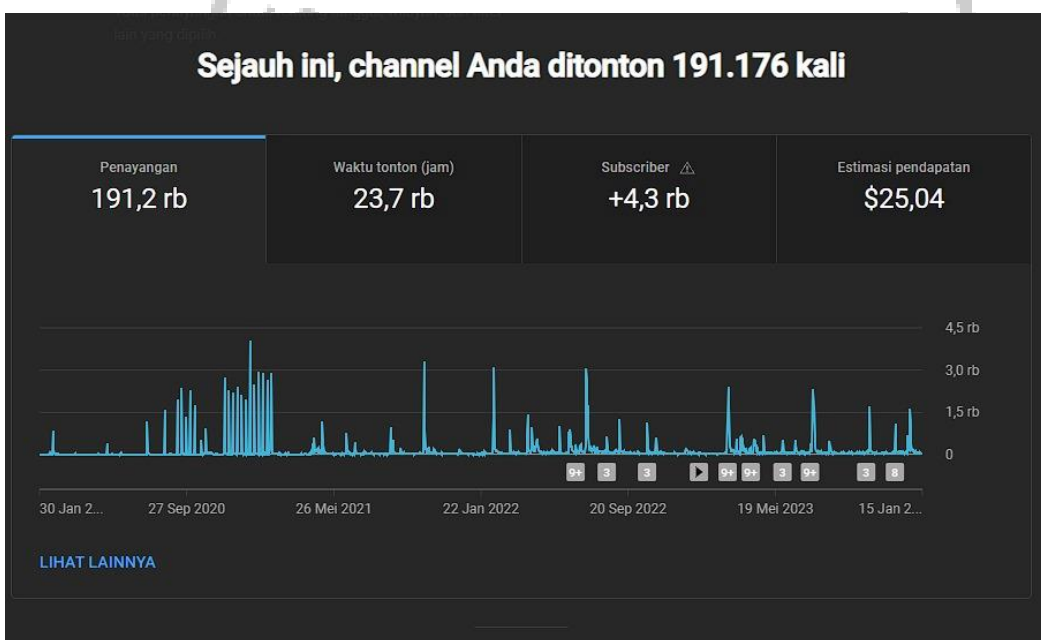 lain yang dipilih
Sejauh ini, channel Anda ditonton 191.176 kali
Penayangan
191,2 rb
Waktu tonton (jam)
23,7 rb
Subscriber
+4,3 rb
Estimasi pendapatan
$25,04
4,5 rb
3,0 rb
1,5 rb
0
9+ 3 3 9+ 9+ 3 9+ 3 8
30 Jan 2... 27 Sep 2020 26 Mei 2021 22 Jan 2022 20 Sep 2022 19 Mei 2023 15 Jan 2...
LIHAT LAINNYA